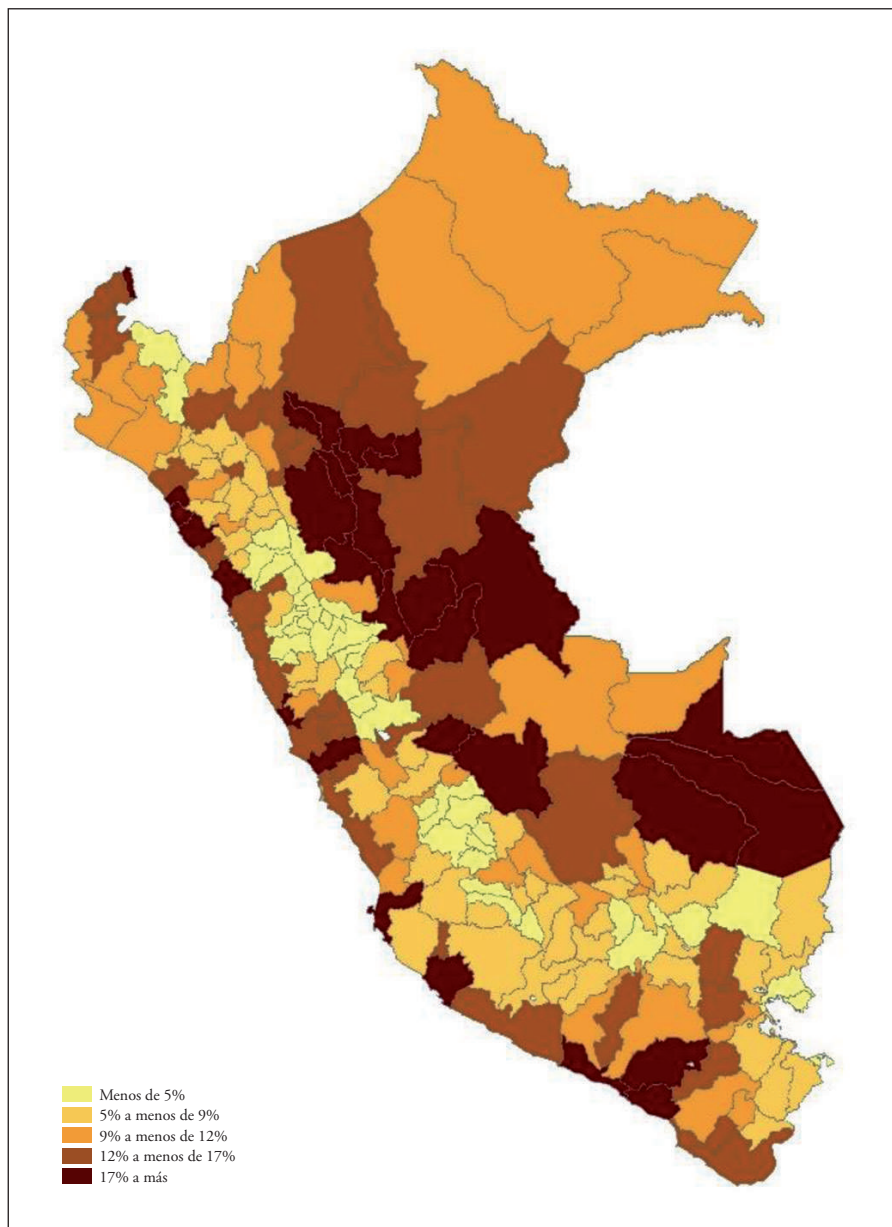 Menos de 5%
5% a menos de 9%
9% a menos de 12%
12% a menos de 17%
17% a más